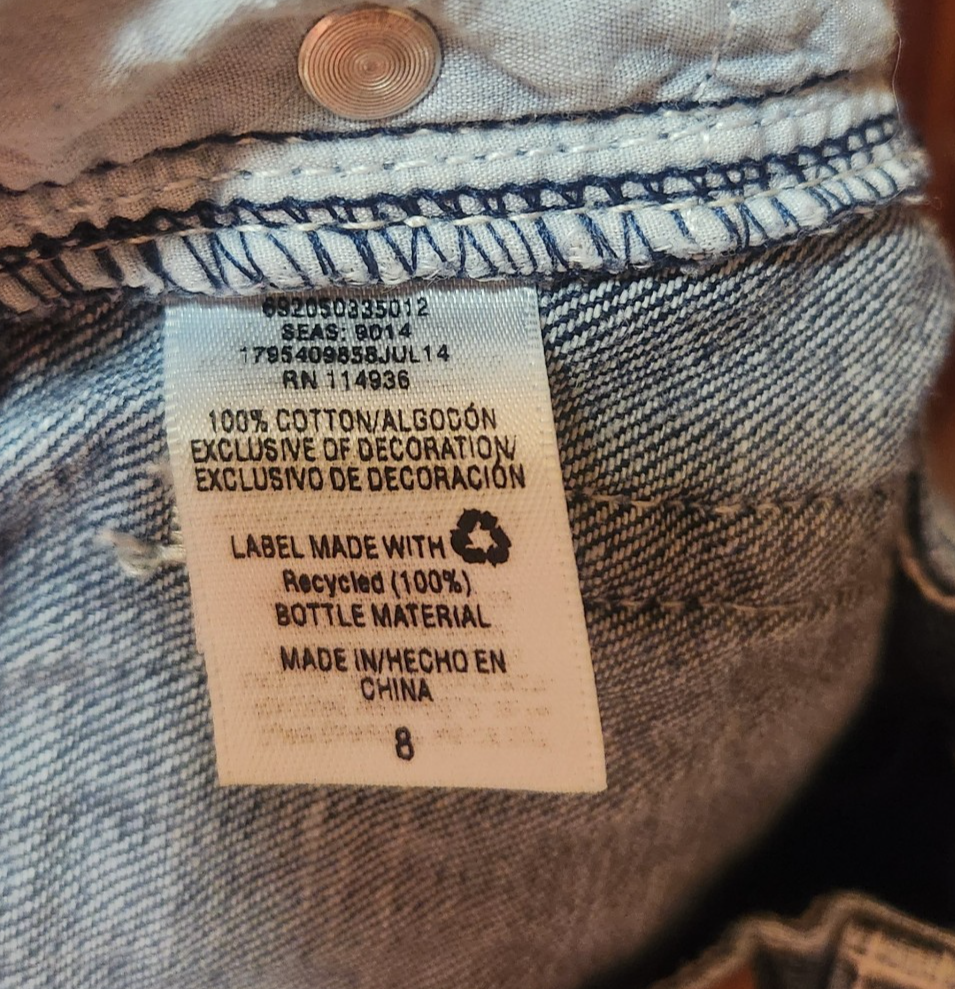 692050335012
SEAS: 9014
1795409858JUL14
RN 114936
100% COTTON/ALGODÓN
EXCLUSIVE OF DECORATION/
EXCLUSIVO DE DECORACIÓN
LABEL MADE WITH
Recycled (100%)
BOTTLE MATERIAL
MADE IN/HECHO EN
CHINA
8